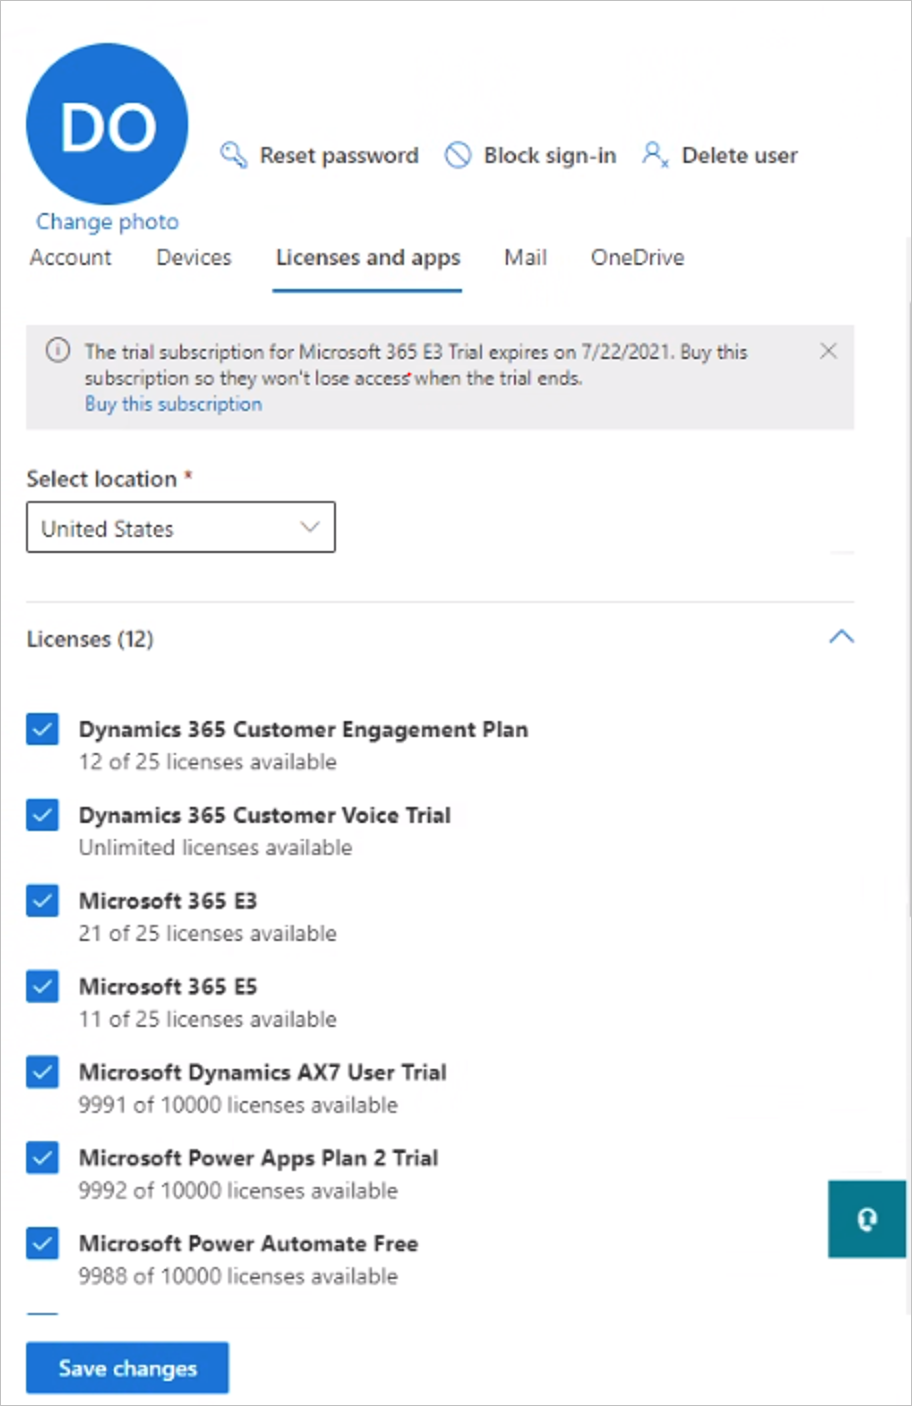 DO
Change photo
Reset password
Block sign-in
Delete user
Account
Devices
Licenses and apps
Mail
OneDrive
The trial subscription for Microsoft 365 E3 Trial expires on 7/22/2021. Buy this
subscription so they won't lose access when the trial ends.
Buy this subscription
Select location *
United States
Licenses (12)
Dynamics 365 Customer Engagement Plan
12 of 25 licenses available
Dynamics 365 Customer Voice Trial
Unlimited licenses available
Microsoft 365 E3
21 of 25 licenses available
Microsoft 365 E5
11 of 25 licenses available
Microsoft Dynamics AX7 User Trial
9991 of 10000 licenses available
Microsoft Power Apps Plan 2 Trial
9992 of 10000 licenses available
Microsoft Power Automate Free
9988 of 10000 licenses available
Save changes